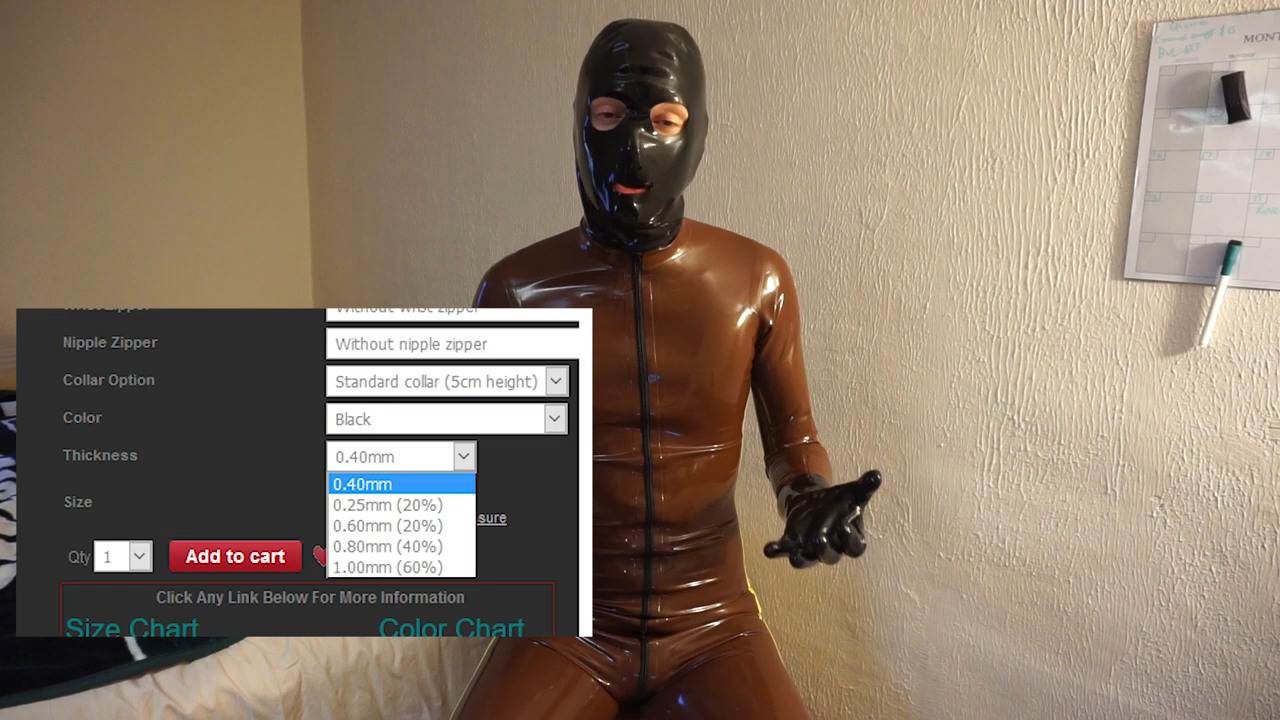 Nipple Zipper
Without nipple zipper
Collar Option
Standard collar (5cm height)
Color
Black
Thickness
0.40mm
0.40mm
0.25mm (20%)
0.60mm (20%)
0.80mm (40%)
1.00mm (60%)
Size
sure
Qty
1
Add to cart
Click Any Link Below For More Information
Size Chart
Color Chart
MONT